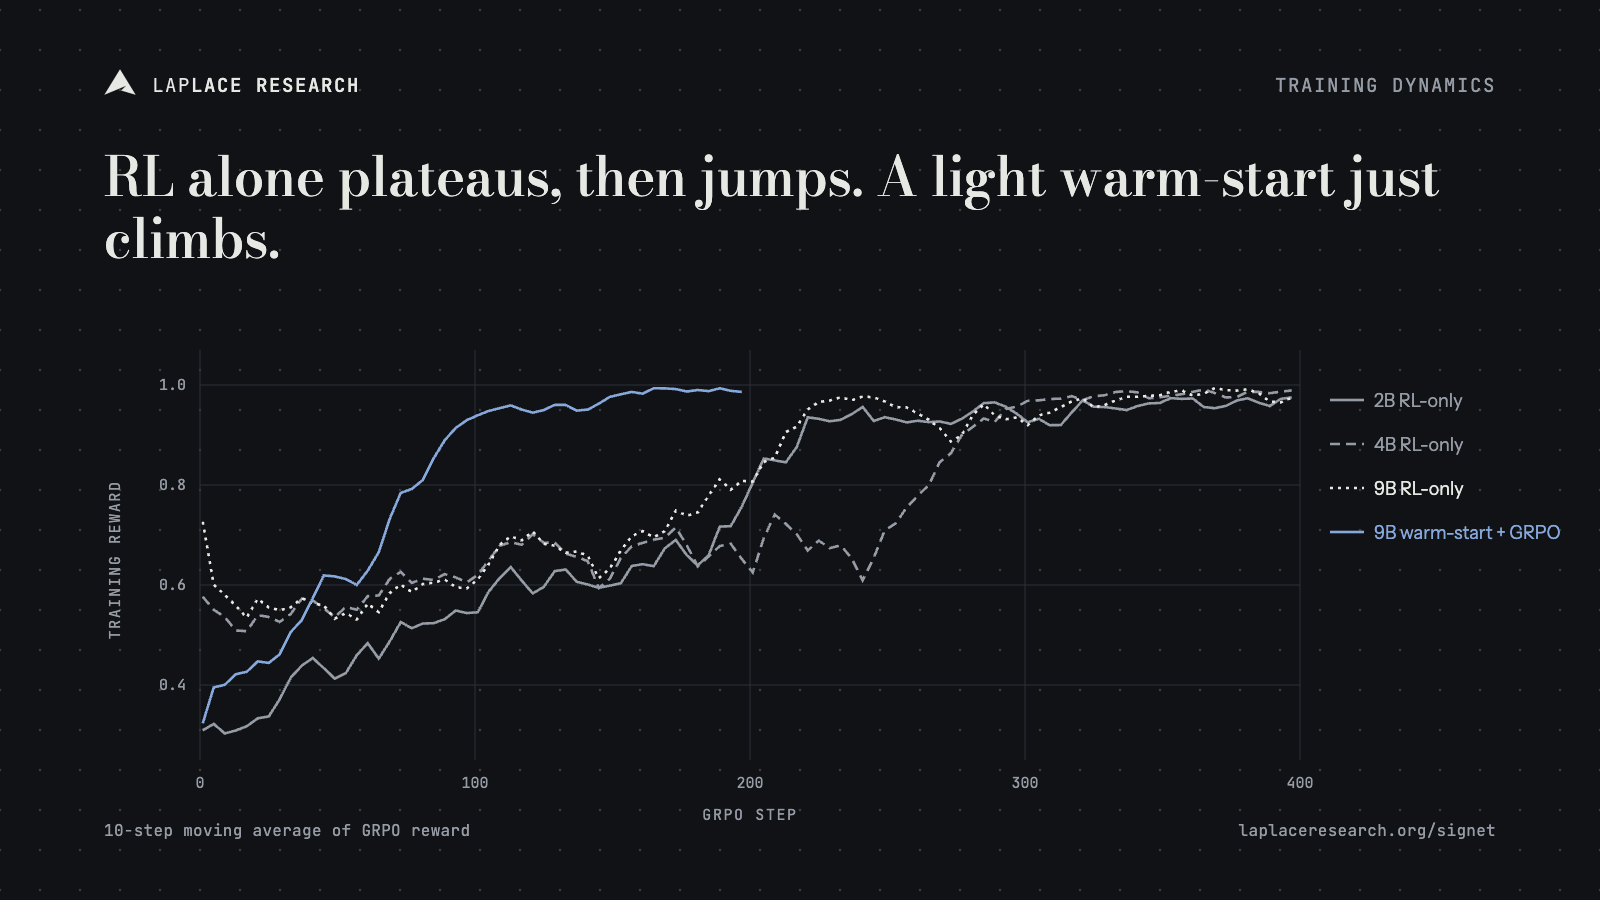 LAPLACE RESEARCH
TRAINING DYNAMICS
RL alone plateaus, then jumps. A light warm-start just
climbs.
1.0
0.8
0.6
0.4
TRAINING REWARD
0
100
200
300
400
GRPO STEP
2B RL-only
4B RL-only
9B RL-only
9B warm-start + GRPO
10-step moving average of GRPO reward
laplaceresearch.org/signet